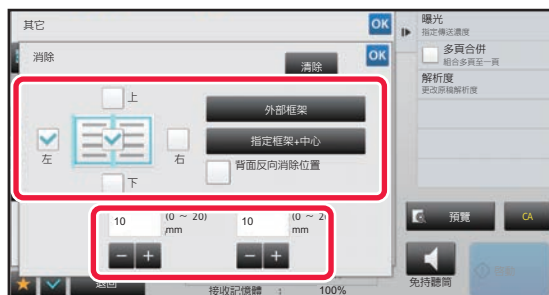 其它
OK
曝光
指定傳送濃度
消除
清除
OK
多頁合併
組合多頁至一頁
解析度
更改原稿解析度
上
外部框架
左
右
指定框架+中心
背面反向消除位置
下
10 (0 ~ 20) mm
10 (0 ~ 2 mm
預覽
CA
返回
接收記憶體 : 100%
免持聽筒